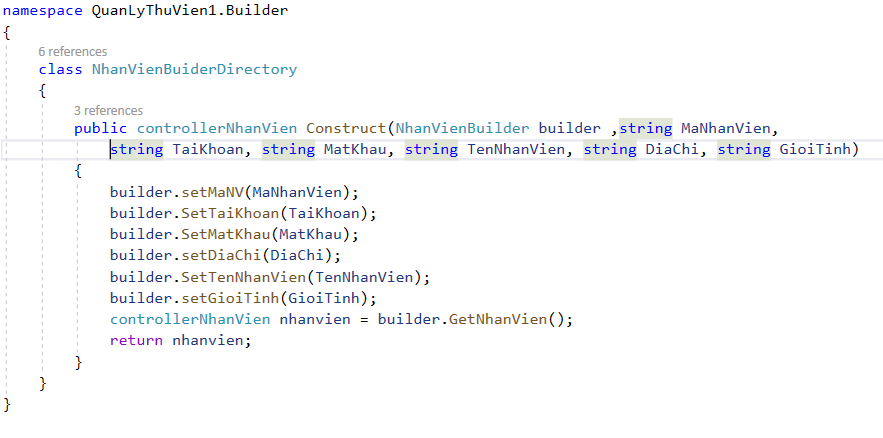 namespace QuanLyThuVien1.Builder
{
6 references
class NhanVienBuiderDirectory
{
3 references
public controllerNhanVien Construct(NhanVienBuilder builder ,string MaNhanVien,
string TaiKhoan, string MatKhau, string TenNhanVien, string DiaChi, string GioiTinh)
{
builder.setMaNV(MaNhanVien);
builder.SetTaiKhoan(TaiKhoan);
builder.SetMatKhau(MatKhau);
builder.setDiaChi(DiaChi);
builder.SetTenNhanVien(TenNhanVien);
builder.setGioiTinh(GioiTinh);
controllerNhanVien nhanvien = builder.GetNhanVien();
return nhanvien;
}
}
}